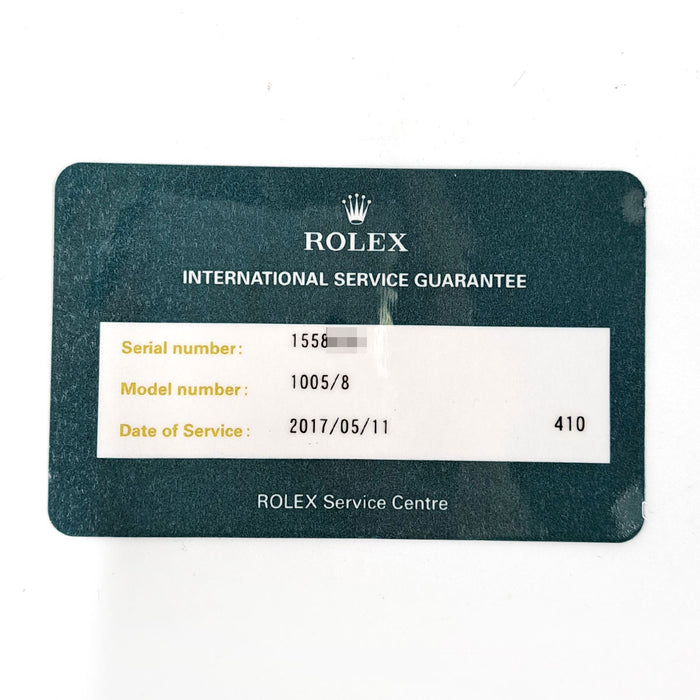 ROLEX
INTERNATIONAL SERVICE GUARANTEE
Serial number: 1558
Model number: 1005/8
Date of Service: 2017/05/11 410
ROLEX Service Centre